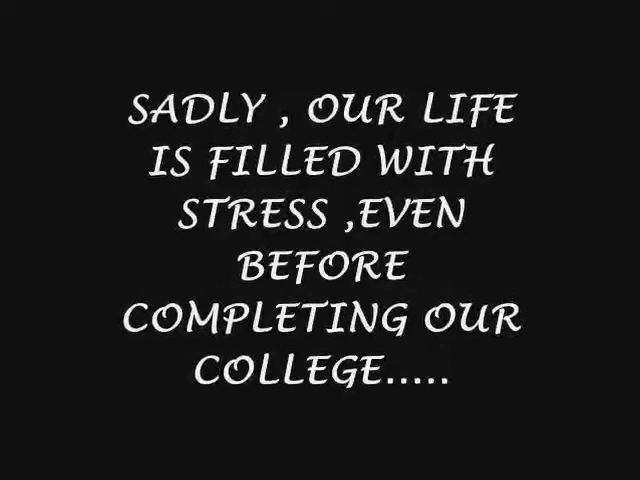 SADLY , OUR LIFE
IS FILLED WITH
STRESS ,EVEN
BEFORE
COMPLETING OUR
COLLEGE.....